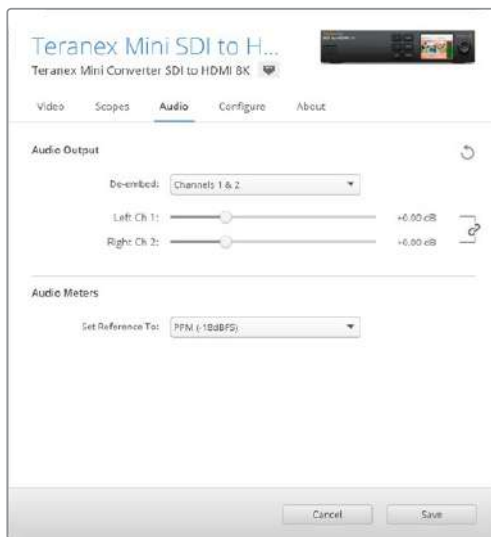 Teranex Mini SDI to H...
Teranex Mini Converter SDI to HDMI 8K
Video Scopes Audio Configure About
Audio Output
De-embed: Channels 1 & 2
Left Ch 1: +0.00 dB
Right Ch 2: +0.00 dB
Audio Meters
Set Reference To: PPM (-18dBFS)
Cancel Save